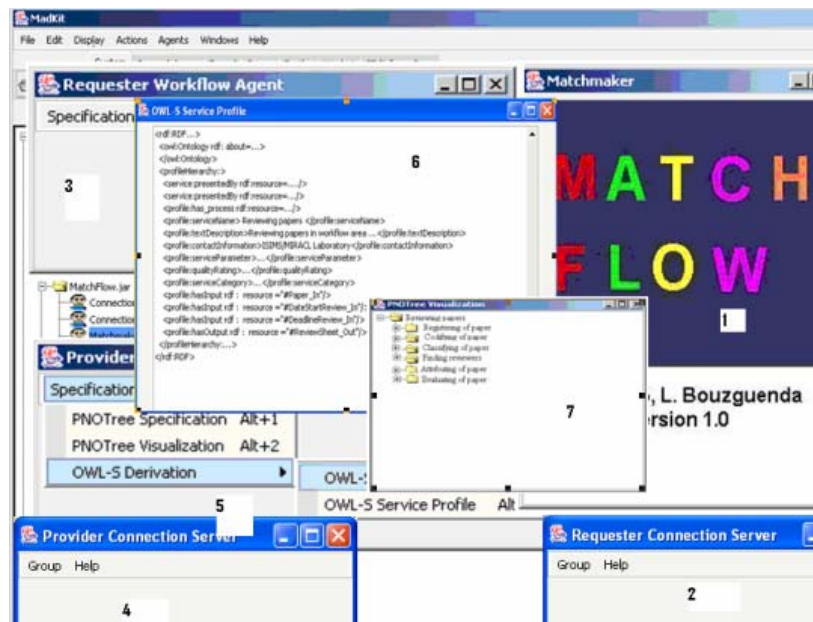 MadKit
File Edit Display Actions Agents Windows Help
Requester Workflow Agent
Matchmaker
Specification
OWL-S Service Profile
<rdf:RDF...>
<owl:Ontology rdf: about=...>
</owl:Ontology>
<profileHierarchy:>
<service:presentedBy rdf:resource=..../>
<service:presentedBy rdf:resource=.../>
<profile:has_process rdf:resource=.../>
<profile:serviceName> Reviewing papers </profile:serviceName>
<profile:textDescription>Reviewing papers in workflow area ...</profile:textDescription>
<profile:contactInformation>ISIMS/MIRACL Laboratory</profile:contactInformation>
<profile:serviceParameter>...</profile:serviceParameter>
<profile:qualityRating>...</profile:qualityRating>
<profile:serviceCategory>...</profile:serviceCategory>
<profile:hasInput rdf : resource ="#Paper_In"/>
<profile:hasInput rdf : resource ="#DateStartReview_In"/>
<profile:hasInput rdf : resource ="#DeadlineReview_In"/>
<profile:hasOutput rdf : resource ="#ReviewSheet_Out"/>
</profileHierarchy:...>
</rdf:RDF>
6
3
MATCH
FLOW
1
MatchFlow.jar
Connection
Connection
Matchmaker
PNOTree Visualization
Reviewing papers
Registering of paper
Codifying of paper
Classifying of paper
Finding reviewers
Attributing of paper
Evaluating of paper
7
, L. Bouzguenda
rsion 1.0
Provider
Specification
PNOTree Specification Alt+1
PNOTree Visualization Alt+2
OWL-S Derivation
OWL-S
OWL-S Service Profile Alt
5
Provider Connection Server
Group Help
4
Requester Connection Server
Group Help
2